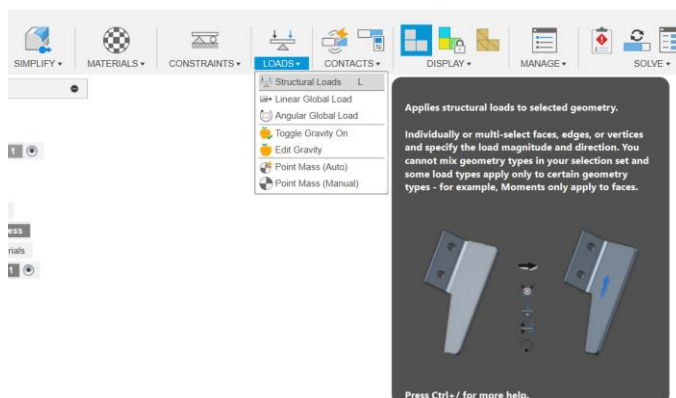 SIMPLIFY MATERIALS CONSTRAINTS LOADS CONTACTS DISPLAY MANAGE SOLVE
Structural Loads L
Linear Global Load
Angular Global Load
Toggle Gravity On
Edit Gravity
Point Mass (Auto)
Point Mass (Manual)
1
ess
rials
1
Applies structural loads to selected geometry.
Individually or multi-select faces, edges, or vertices
and specify the load magnitude and direction. You
cannot mix geometry types in your selection set and
some load types apply only to certain geometry
types - for example, Moments only apply to faces.
Press Ctrl+/ for more help.